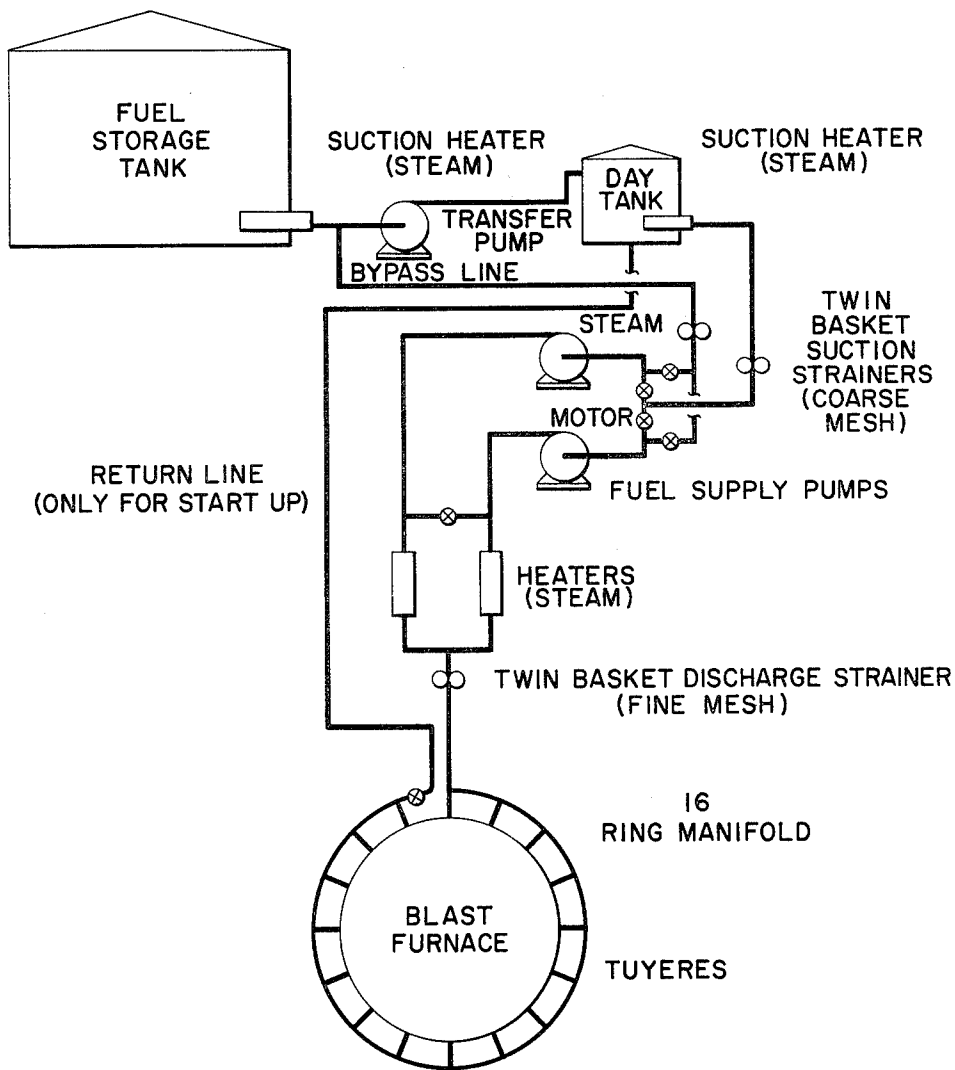 FUEL
STORAGE
TANK
SUCTION HEATER
(STEAM)
SUCTION HEATER
(STEAM)
DAY
TANK
TRANSFER
PUMP
BYPASS LINE
STEAM
TWIN
BASKET
SUCTION
STRAINERS
(COARSE
MESH)
MOTOR
RETURN LINE
(ONLY FOR START UP)
FUEL SUPPLY PUMPS
HEATERS
(STEAM)
TWIN BASKET DISCHARGE STRAINER
(FINE MESH)
16
RING MANIFOLD
BLAST
FURNACE
TUYERES